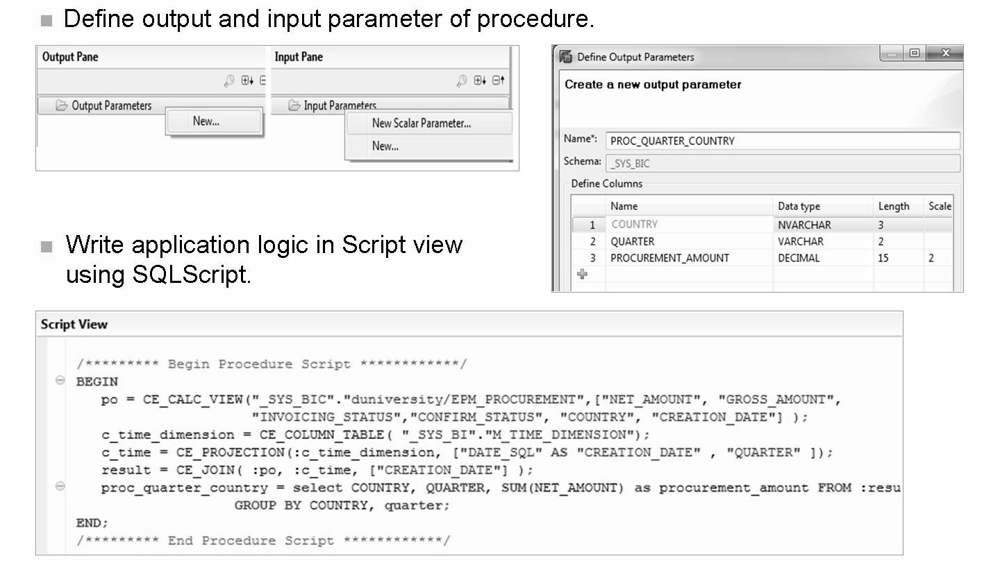 Define output and input parameter of procedure.
Output Pane
Input Pane
Output Parameters
New...
Input Parameters
New Scalar Parameter...
New...
Define Output Parameters
Create a new output parameter
Name*: PROC_QUARTER_COUNTRY
Schema: _SYS_BIC
Define Columns
Name Data type Length Scale
1 COUNTRY NVARCHAR 3
2 QUARTER VARCHAR 2
3 PROCUREMENT_AMOUNT DECIMAL 15 2
Write application logic in Script view
using SQLScript.
Script View
/********* Begin Procedure Script ************/
BEGIN
po = CE_CALC_VIEW("_SYS_BIC"."duniversity/EPM_PROCUREMENT",["NET_AMOUNT", "GROSS_AMOUNT",
"INVOICING_STATUS","CONFIRM_STATUS", "COUNTRY", "CREATION_DATE"] );
c_time_dimension = CE_COLUMN_TABLE( "_SYS_BI"."M_TIME_DIMENSION");
c_time = CE_PROJECTION(:c_time_dimension, ["DATE_SQL" AS "CREATION_DATE" , "QUARTER" ]);
result = CE_JOIN( :po, :c_time, ["CREATION_DATE"] );
proc_quarter_country = select COUNTRY, QUARTER, SUM(NET_AMOUNT) as procurement_amount FROM :resu
GROUP BY COUNTRY, quarter;
END;
/********* End Procedure Script ************/